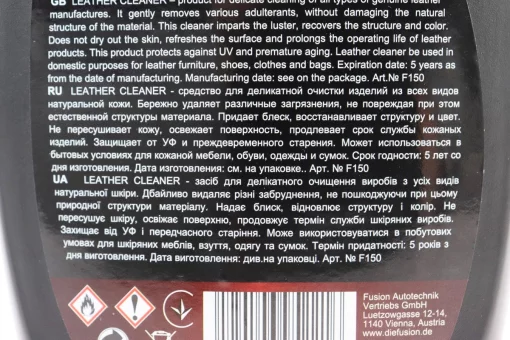 GB LEATHER CLEANER – product for delicate cleaning of all types of genuine leather
manufactures. It gently removes various adulterants, without damaging the natural
structure of the material. This cleaner imparts the luster, recovers the structure and color.
Does not dry out the skin, refreshes the surface and prolongs the operating life of leather
products. This product protects against UV and premature aging. Leather cleaner be used in
domestic purposes for leather furniture, shoes, clothes and bags. Expiration date: 5 years as
from the date of manufacturing. Manufacturing date: see on the package. Art.№ F150
RU LEATHER CLEANER - средство для деликатной очистки изделий из всех видов
натуральной кожи. Бережно удаляет различные загрязнения, не повреждая при этом
естественной структуры материала. Придает блеск, восстанавливает структуру и цвет.
Не пересушивает кожу, освежает поверхность, продлевает срок службы кожаных
изделий. Защищает от УФ и преждевременного старения. Может использоваться в
бытовых условиях для кожаной мебели, обуви, одежды и сумок. Срок годности: 5 лет со
дня изготовления. Дата изготовления: см. на упаковке.. Арт. № F150
UA LEATHER CLEANER - засіб для делікатного очищення виробів з усіх видів
натуральної шкіри. Дбайливо видаляє різні забруднення, не пошкоджуючи при цьому
природної структури матеріалу. Надає блиск, відновлює структуру і колір. Не
пересушує шкіру, освіжає поверхню, продовжує термін служби шкіряних виробів.
Захищає від УФ і передчасного старіння. Може використовуватися в побутових
умовах для шкіряних меблів, взуття, одягу та сумок. Термін придатності: 5 років з
дня виготовлення. Дата виготовлення: див.на упаковці. Арт. № F150
Fusion Autotechnik
Vertriebs GmbH
Luetzowgasse 12-14,
1140 Vienna, Austria
www.diefusion.com